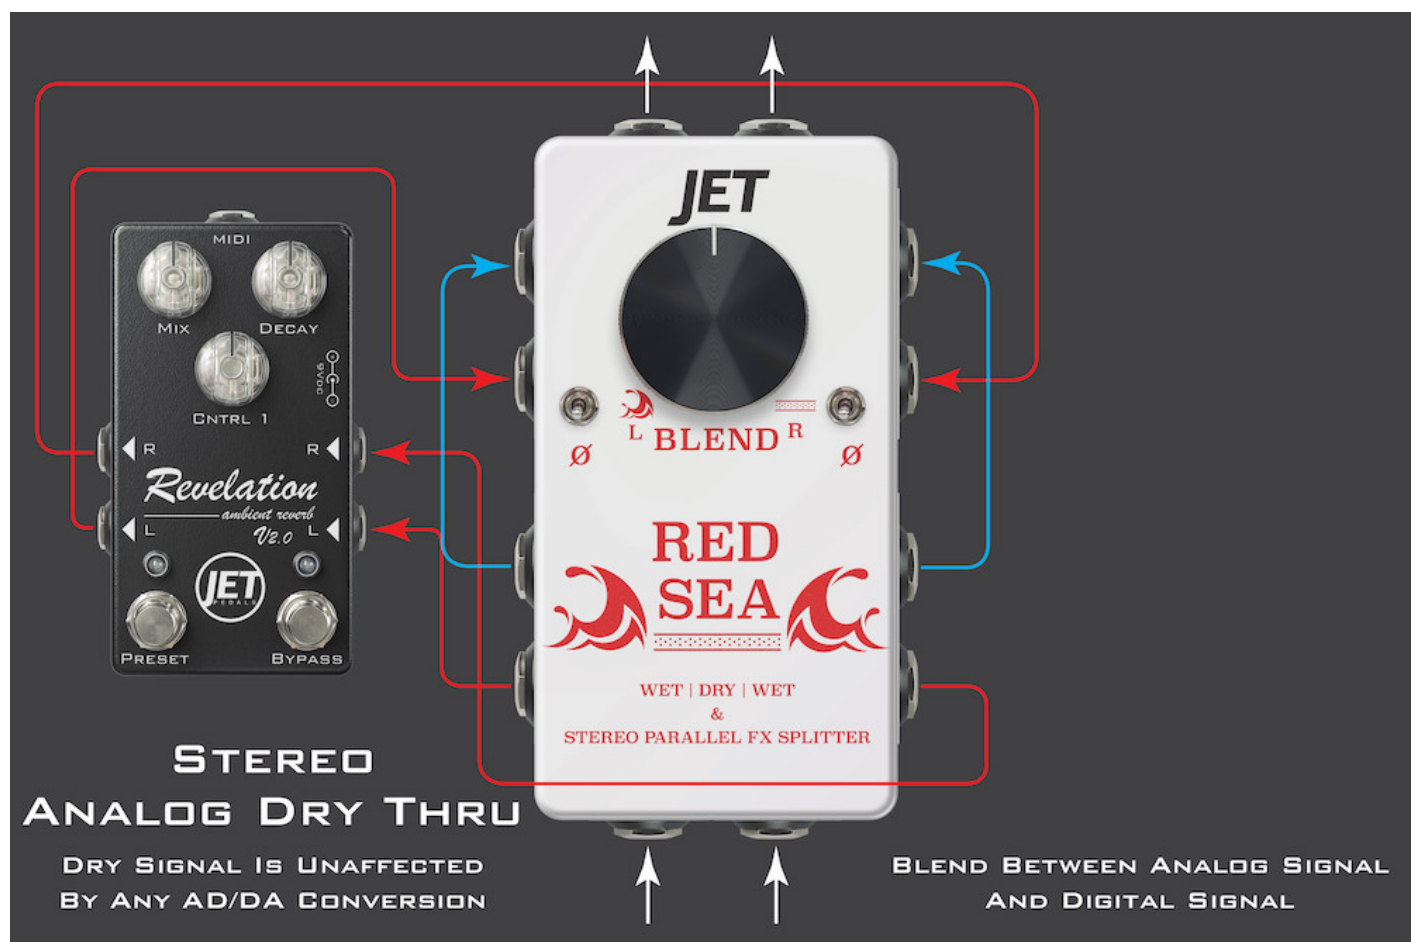 JET
MIDI
MIX
DECAY
9VDC
CNTRL 1
L BLEND R
Ø
Ø
R
R
Revelation
ambient reverb
V2.0
L
L
JET
PEDALS
PRESET
BYPASS
RED
SEA
WET | DRY | WET
&
STEREO PARALLEL FX SPLITTER
STEREO
ANALOG DRY THRU
DRY SIGNAL IS UNAFFECTED
BY ANY AD/DA CONVERSION
BLEND BETWEEN ANALOG SIGNAL
AND DIGITAL SIGNAL